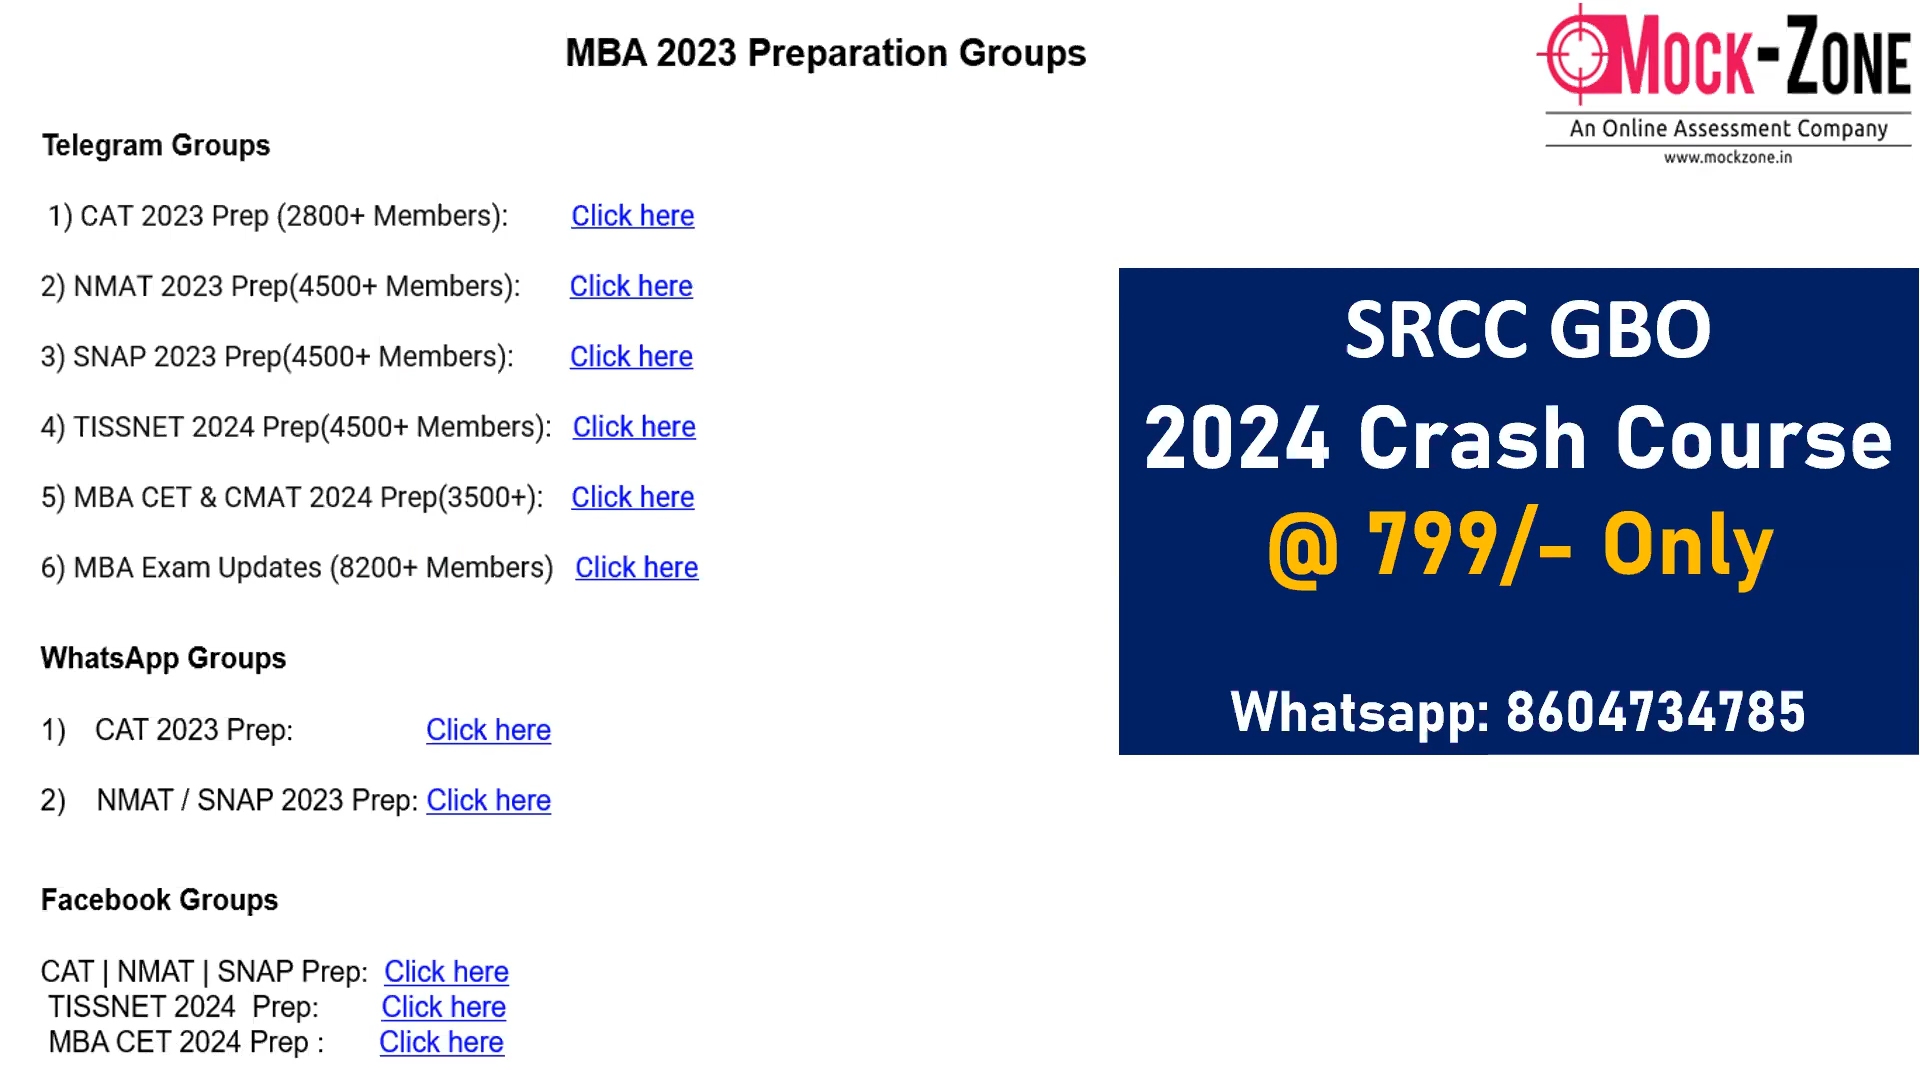 MBA 2023 Preparation Groups
MOCK-ZONE
An Online Assessment Company
www.mockzone.in
Telegram Groups
1) CAT 2023 Prep (2800+ Members): Click here
2) NMAT 2023 Prep(4500+ Members): Click here
3) SNAP 2023 Prep(4500+ Members): Click here
4) TISSNET 2024 Prep(4500+ Members): Click here
5) MBA CET & CMAT 2024 Prep(3500+): Click here
6) MBA Exam Updates (8200+ Members) Click here
WhatsApp Groups
1) CAT 2023 Prep: Click here
2) NMAT / SNAP 2023 Prep: Click here
Facebook Groups
CAT | NMAT | SNAP Prep: Click here
TISSNET 2024 Prep: Click here
MBA CET 2024 Prep : Click here
SRCC GBO
2024 Crash Course
@ 799/- Only
Whatsapp: 8604734785